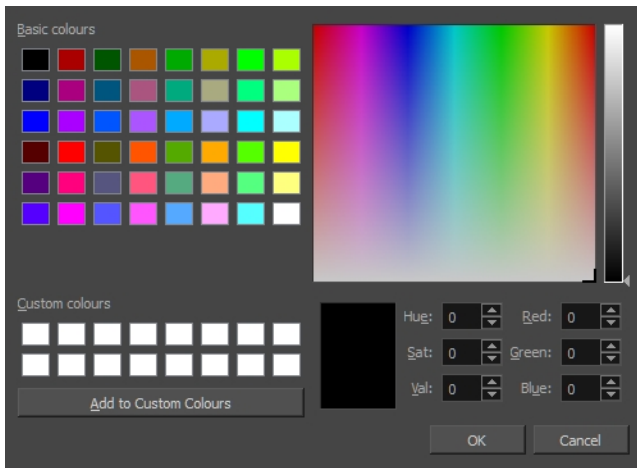 Basic colours
Custom colours
Add to Custom Colours
Hue: 0 Red: 0
Sat: 0 Green: 0
Val: 0 Blue: 0
OK Cancel